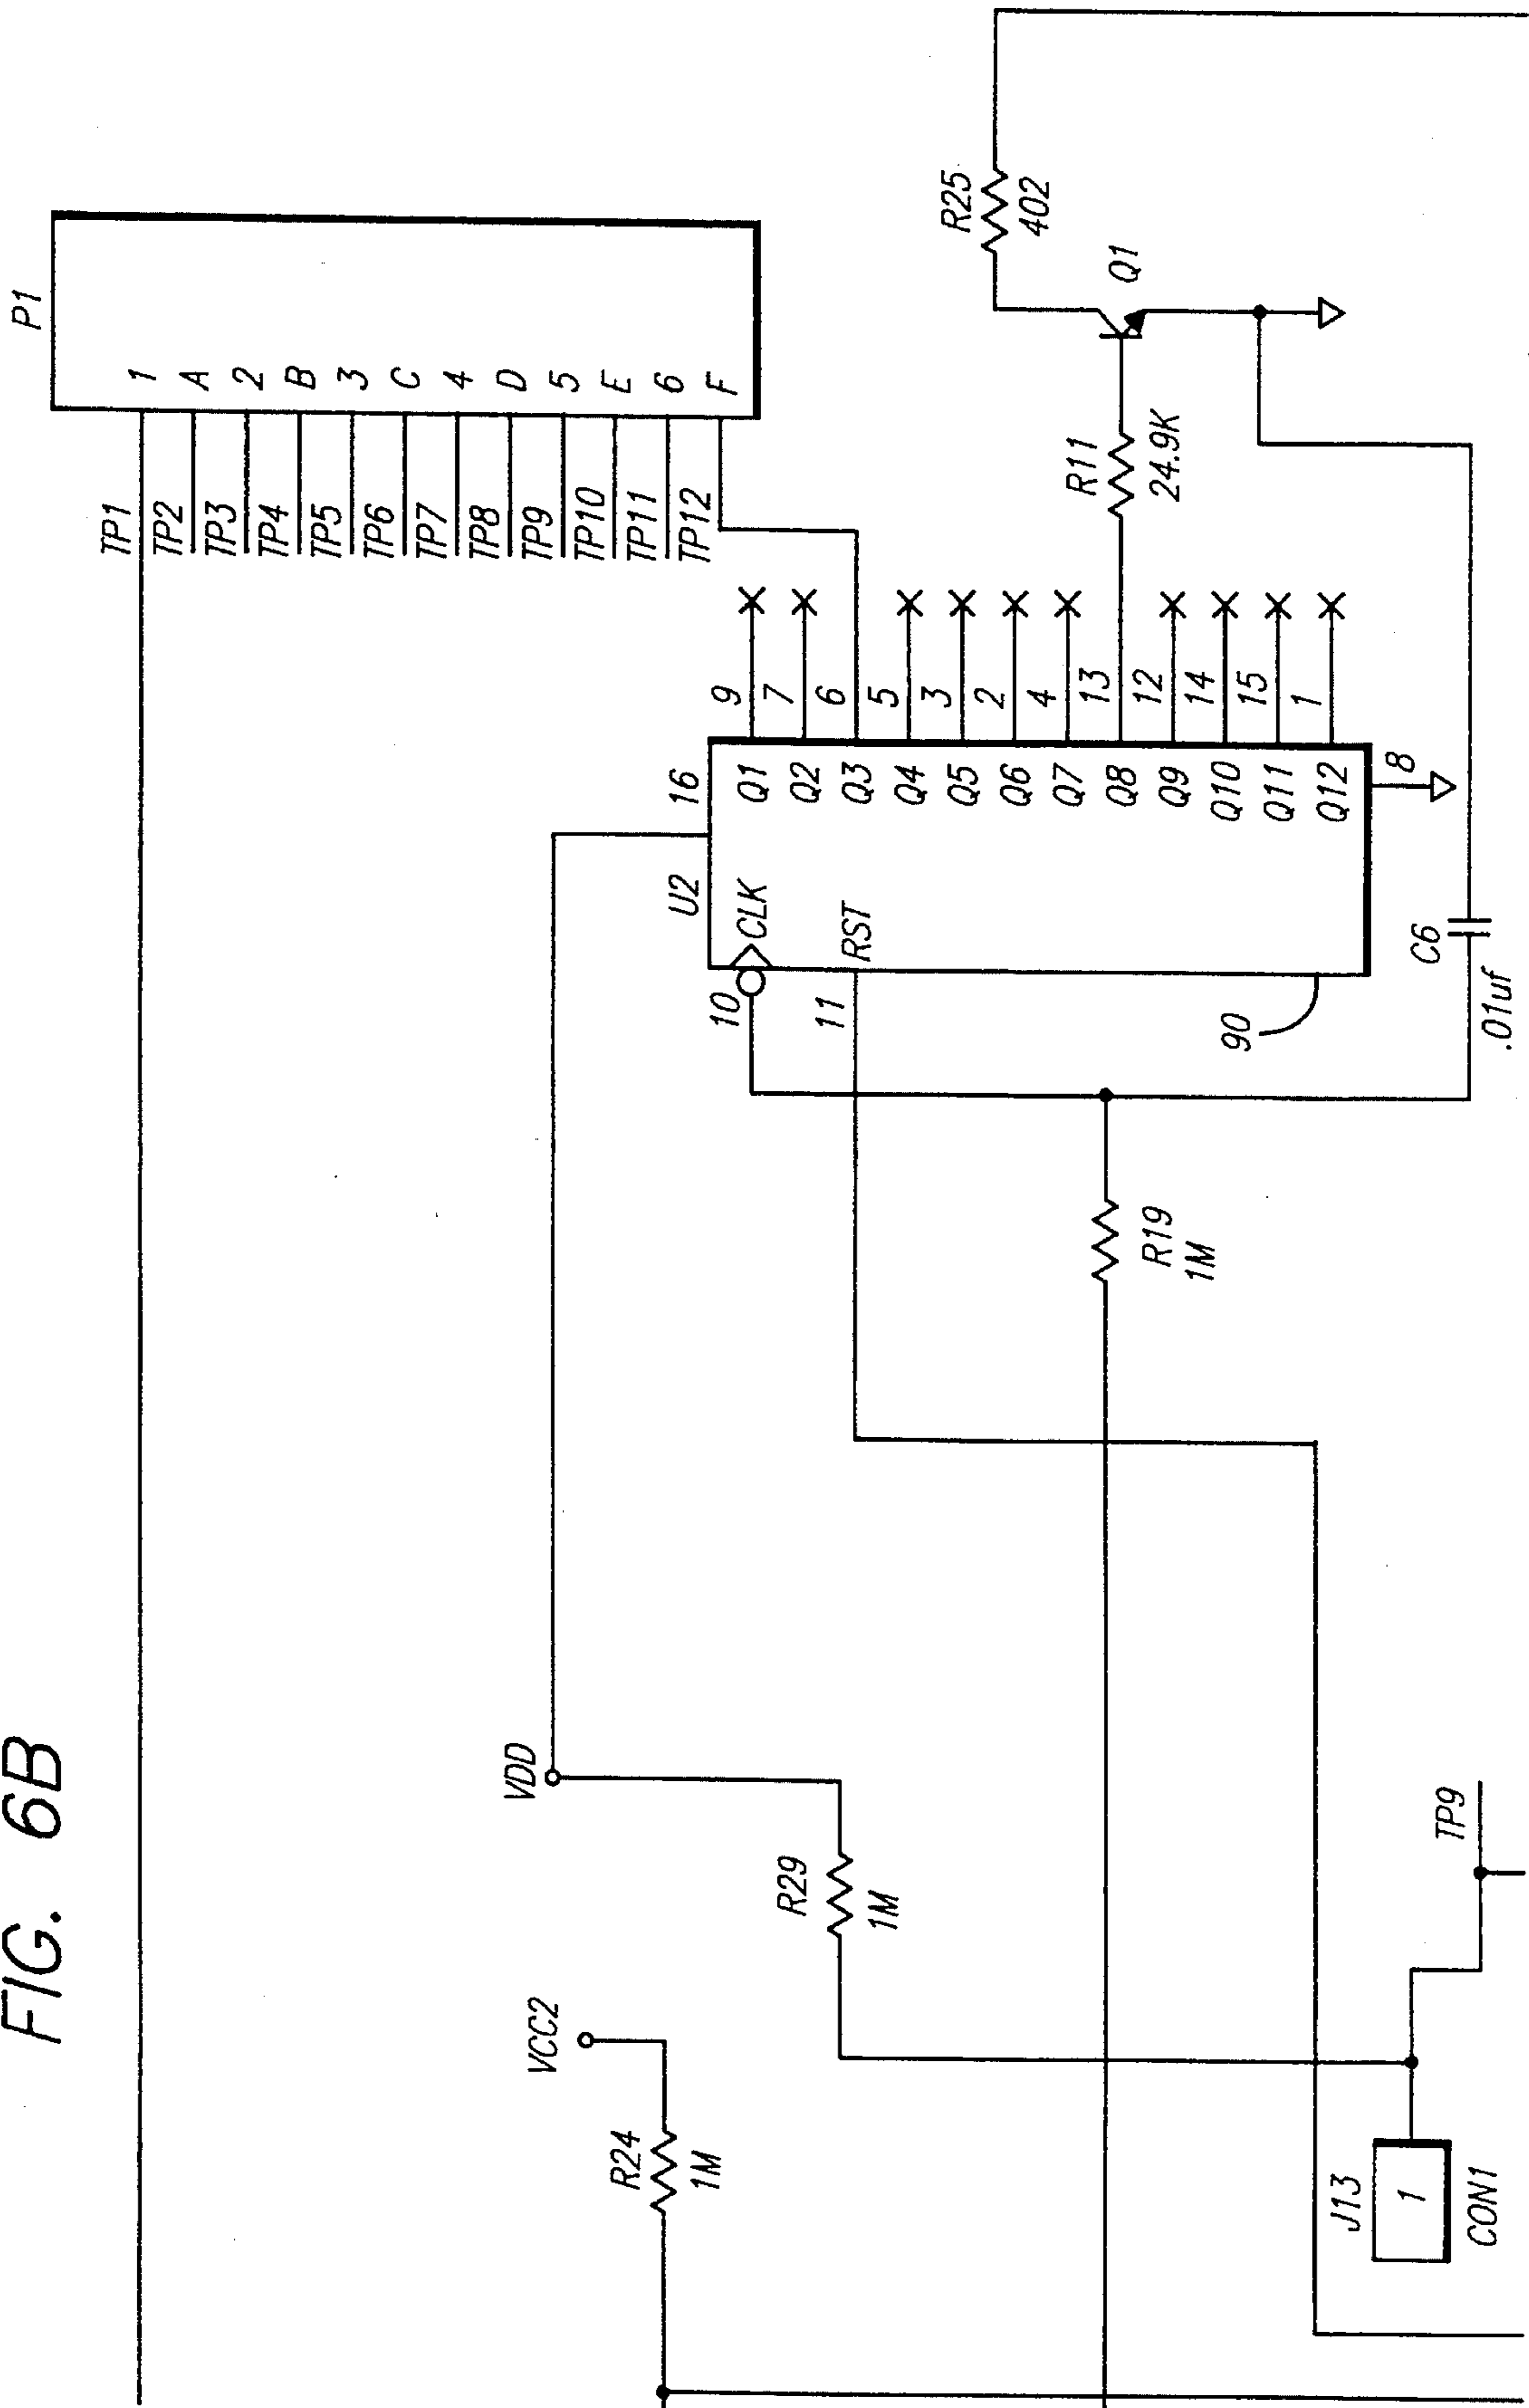 FIG. 6B
P1
TP1
1
TP2
A
TP3
2
TP4
B
TP5
3
TP6
C
TP7
4
TP8
D
TP9
5
TP10
E
TP11
6
TP12
F
VDD
VCC2
R24
1M
R29
1M
U2
16
10
CLK
11
RST
Q1
9
Q2
7
Q3
6
Q4
5
Q5
3
Q6
2
Q7
4
Q8
13
Q9
12
Q10
14
Q11
15
Q12
1
8
90
R25
402
Q1
R11
24.9K
R19
1M
C6
.01uf
J13
1
CON1
TP9